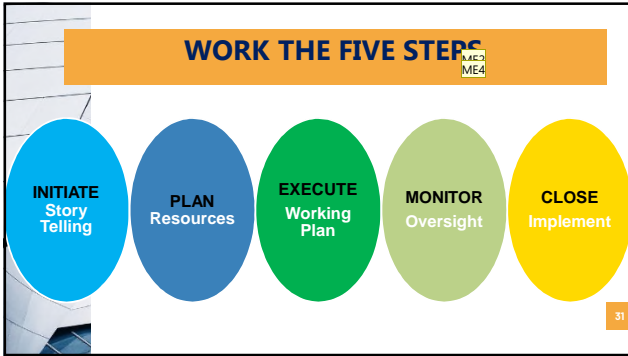 WORK THE FIVE STEPS
ME4
INITIATE
Story
Telling
PLAN
Resources
EXECUTE
Working
Plan
MONITOR
Oversight
CLOSE
Implement
31